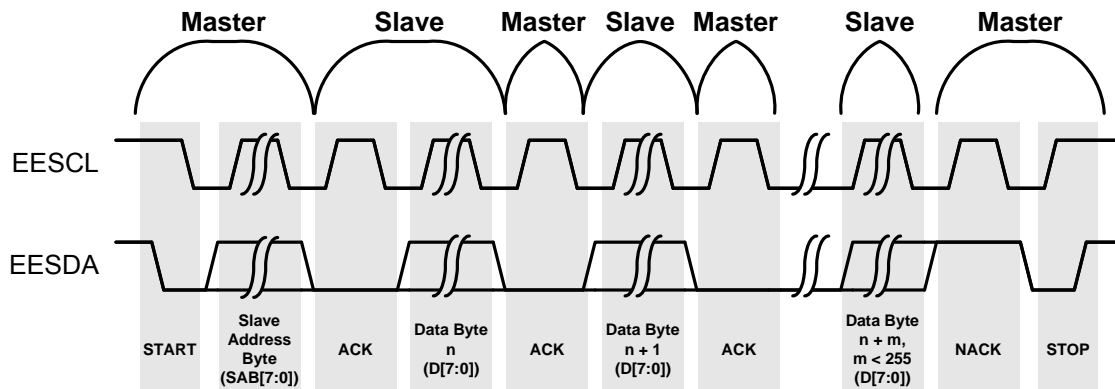 Master Slave Master Slave Master Slave Master
EESCL
EESDA
START
Slave
Address
Byte
(SAB[7:0])
ACK
Data Byte
n
(D[7:0])
ACK
Data Byte
n + 1
(D[7:0])
ACK
Data Byte
n + m,
m < 255
(D[7:0])
NACK
STOP